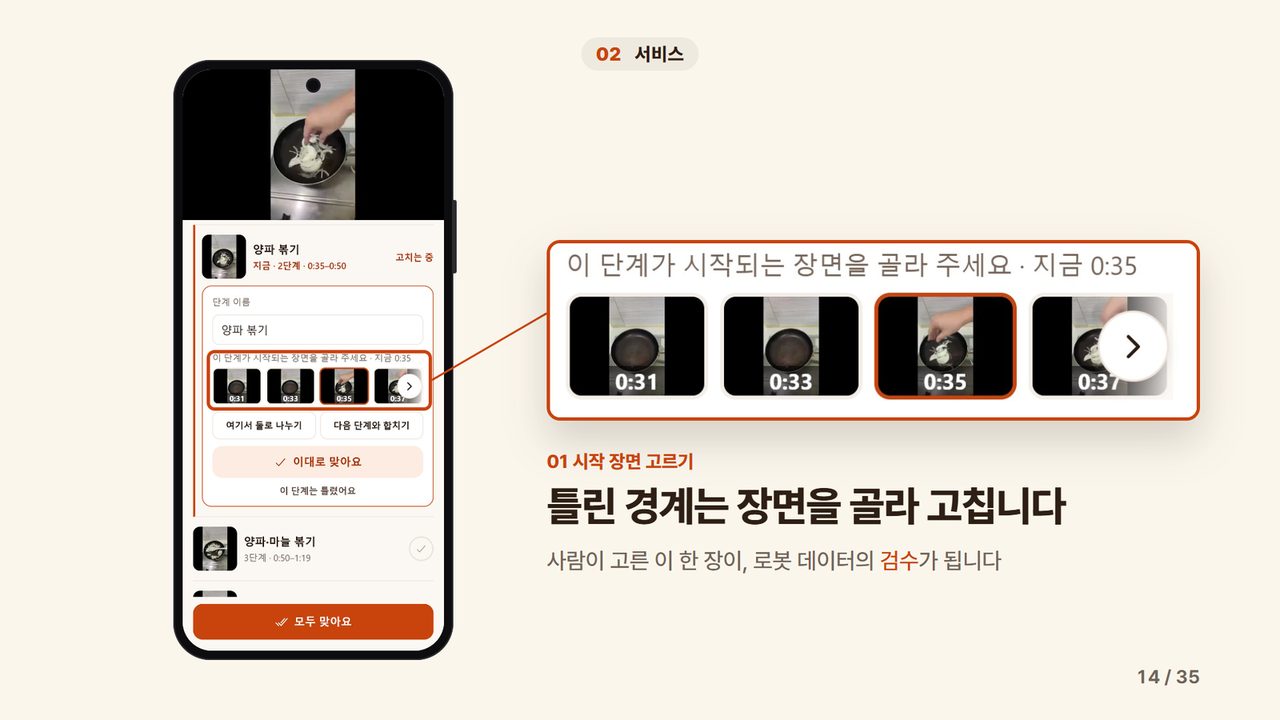 02 서비스
양파 볶기
지금 · 2단계 · 0:35–0:50
고치는 중
단계 이름
양파 볶기
이 단계가 시작되는 장면을 골라 주세요 · 지금 0:35
0:31 0:33 0:35 0:37
여기서 둘로 나누기 다음 단계와 합치기
이대로 맞아요
이 단계는 틀렸어요
양파·마늘 볶기
3단계 · 0:50–1:19
모두 맞아요
이 단계가 시작되는 장면을 골라 주세요 · 지금 0:35
0:31 0:33 0:35 0:37
01 시작 장면 고르기
틀린 경계는 장면을 골라 고칩니다
사람이 고른 이 한 장이, 로봇 데이터의 검수가 됩니다
14 / 35